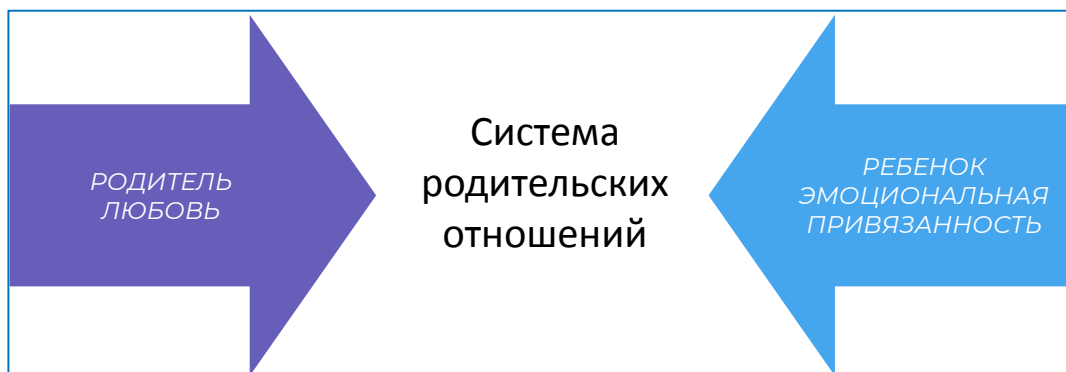 РОДИТЕЛЬ
ЛЮБОВЬ
Система
родительских
отношений
РЕБЕНОК
ЭМОЦИОНАЛЬНАЯ
ПРИВЯЗАННОСТЬ